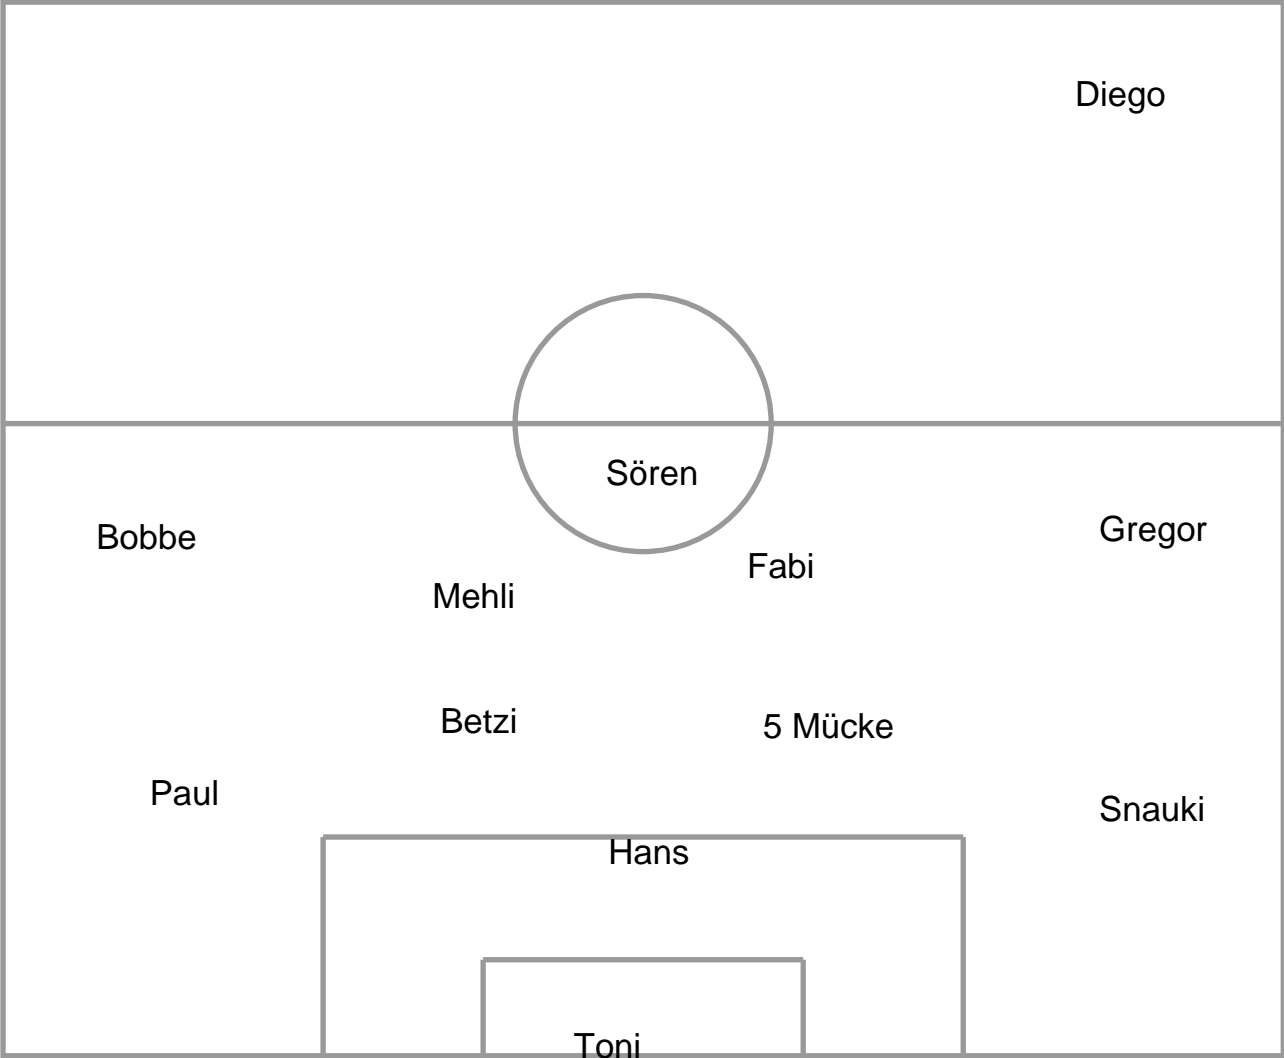 Diego
Sören
Gregor
Bobbe
Fabi
Mehli
Betzi
5 Mücke
Paul
Snauki
Hans
Toni